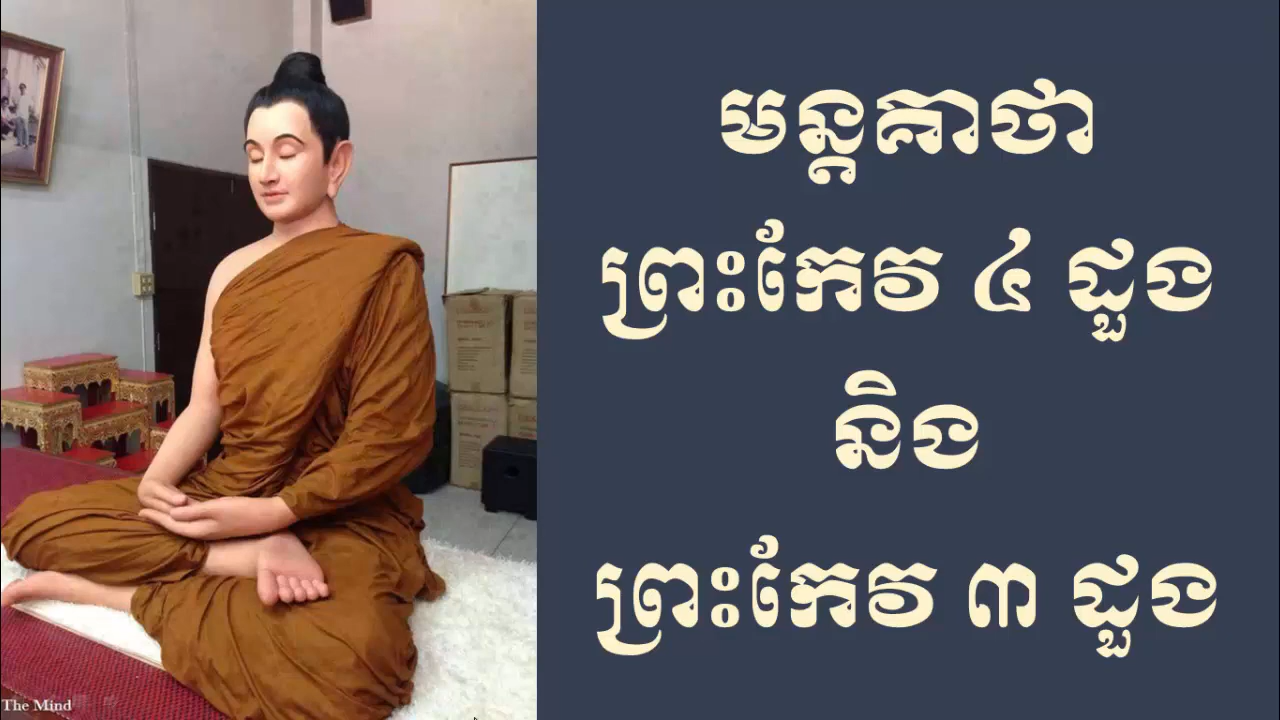 មន្តគាថា
ព្រះកែវ ៤ ដួង
និង
ព្រះកែវ ៣ ដួង
The Mind